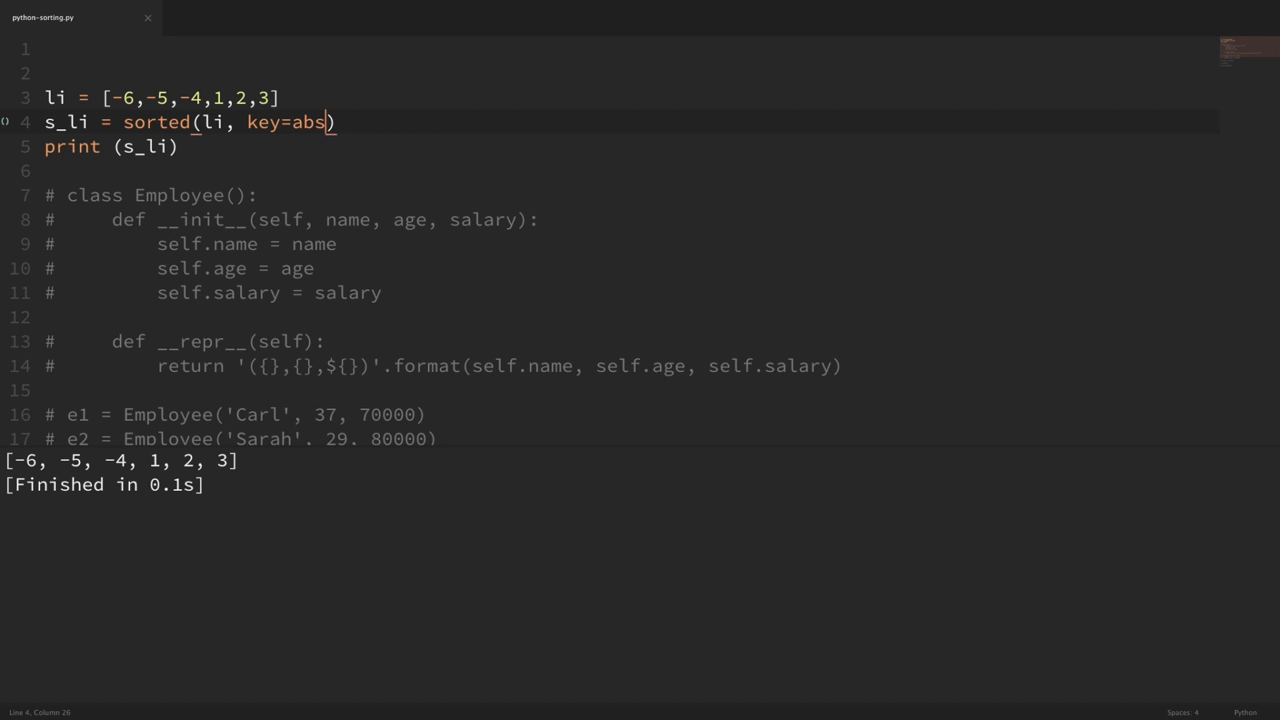 python-sorting.py ×
1
2
3 li = [-6,-5,-4,1,2,3]
() 4 s_li = sorted(li, key=abs)
5 print (s_li)
6
7 # class Employee():
8 #     def __init__(self, name, age, salary):
9 #         self.name = name
10 #         self.age = age
11 #         self.salary = salary
12
13 #     def __repr__(self):
14 #         return '({},{},${})'.format(self.name, self.age, self.salary)
15
16 # e1 = Employee('Carl', 37, 70000)
17 # e2 = Employee('Sarah', 29, 80000)
[-6, -5, -4, 1, 2, 3]
[Finished in 0.1s]
Line 4, Column 26 Spaces: 4 Python